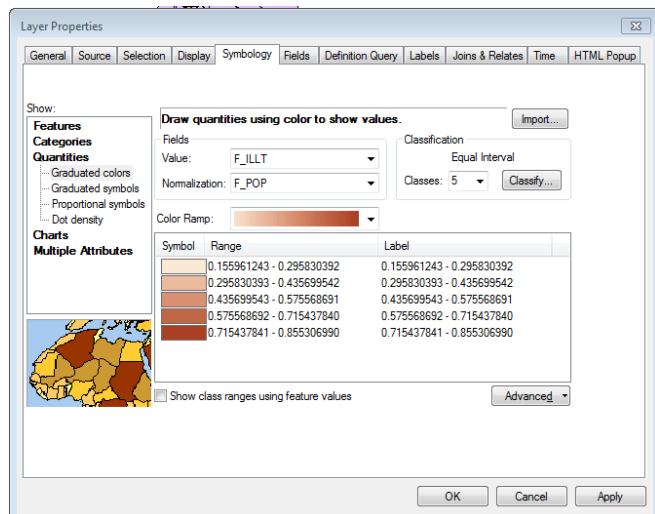 Layer Properties
General Source Selection Display Symbology Fields Definition Query Labels Joins & Relates Time HTML Popup
Show:
Features
Categories
Quantities
Graduated colors
Graduated symbols
Proportional symbols
Dot density
Charts
Multiple Attributes
Draw quantities using color to show values.
Import...
Fields
Value: F_ILLT
Normalization: F_POP
Classification
Equal Interval
Classes: 5 Classify...
Color Ramp:
Symbol Range Label
0.155961243 - 0.295830392 0.155961243 - 0.295830392
0.295830393 - 0.435699542 0.295830393 - 0.435699542
0.435699543 - 0.575568691 0.435699543 - 0.575568691
0.575568692 - 0.715437840 0.575568692 - 0.715437840
0.715437841 - 0.855306990 0.715437841 - 0.855306990
Show class ranges using feature values
Advanced
OK Cancel Apply